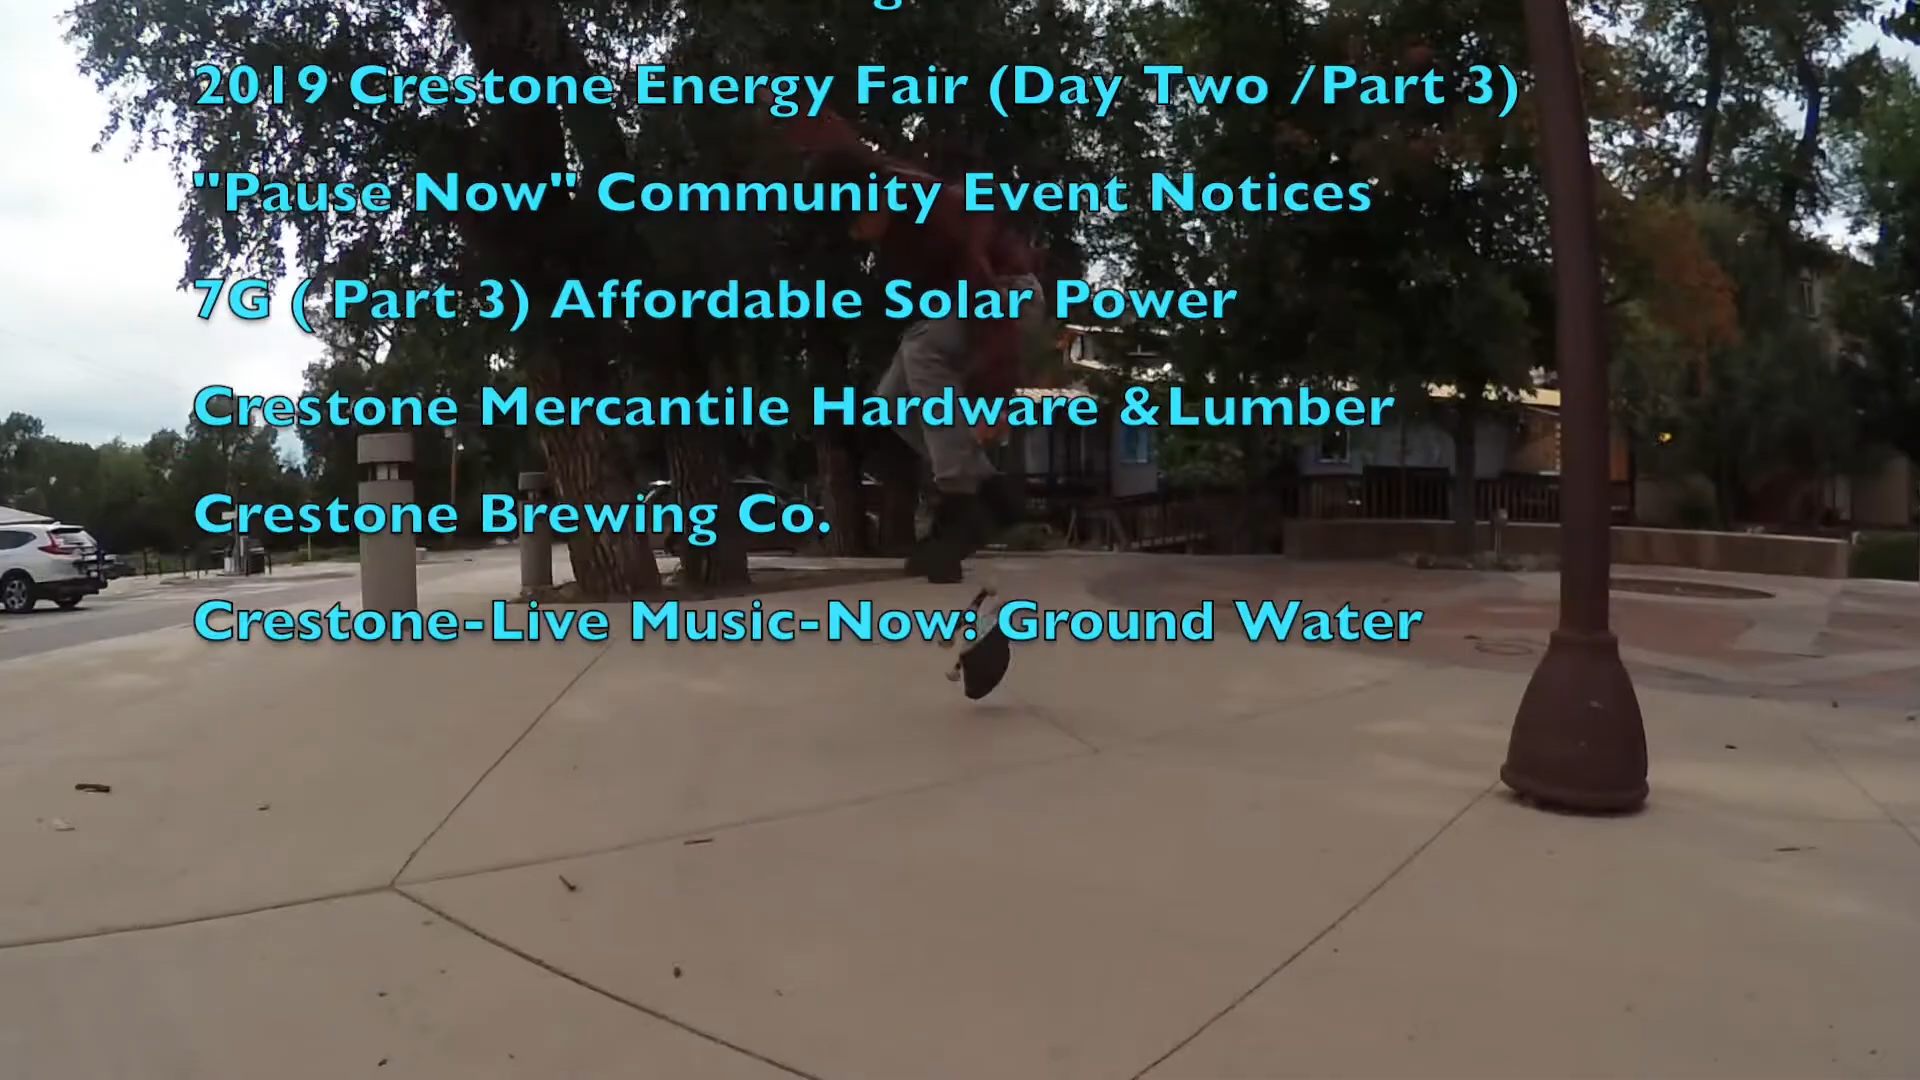 2019 Crestone Energy Fair (Day Two /Part 3)
"Pause Now" Community Event Notices
7G ( Part 3) Affordable Solar Power
Crestone Mercantile Hardware &Lumber
Crestone Brewing Co.
Crestone-Live Music-Now: Ground Water